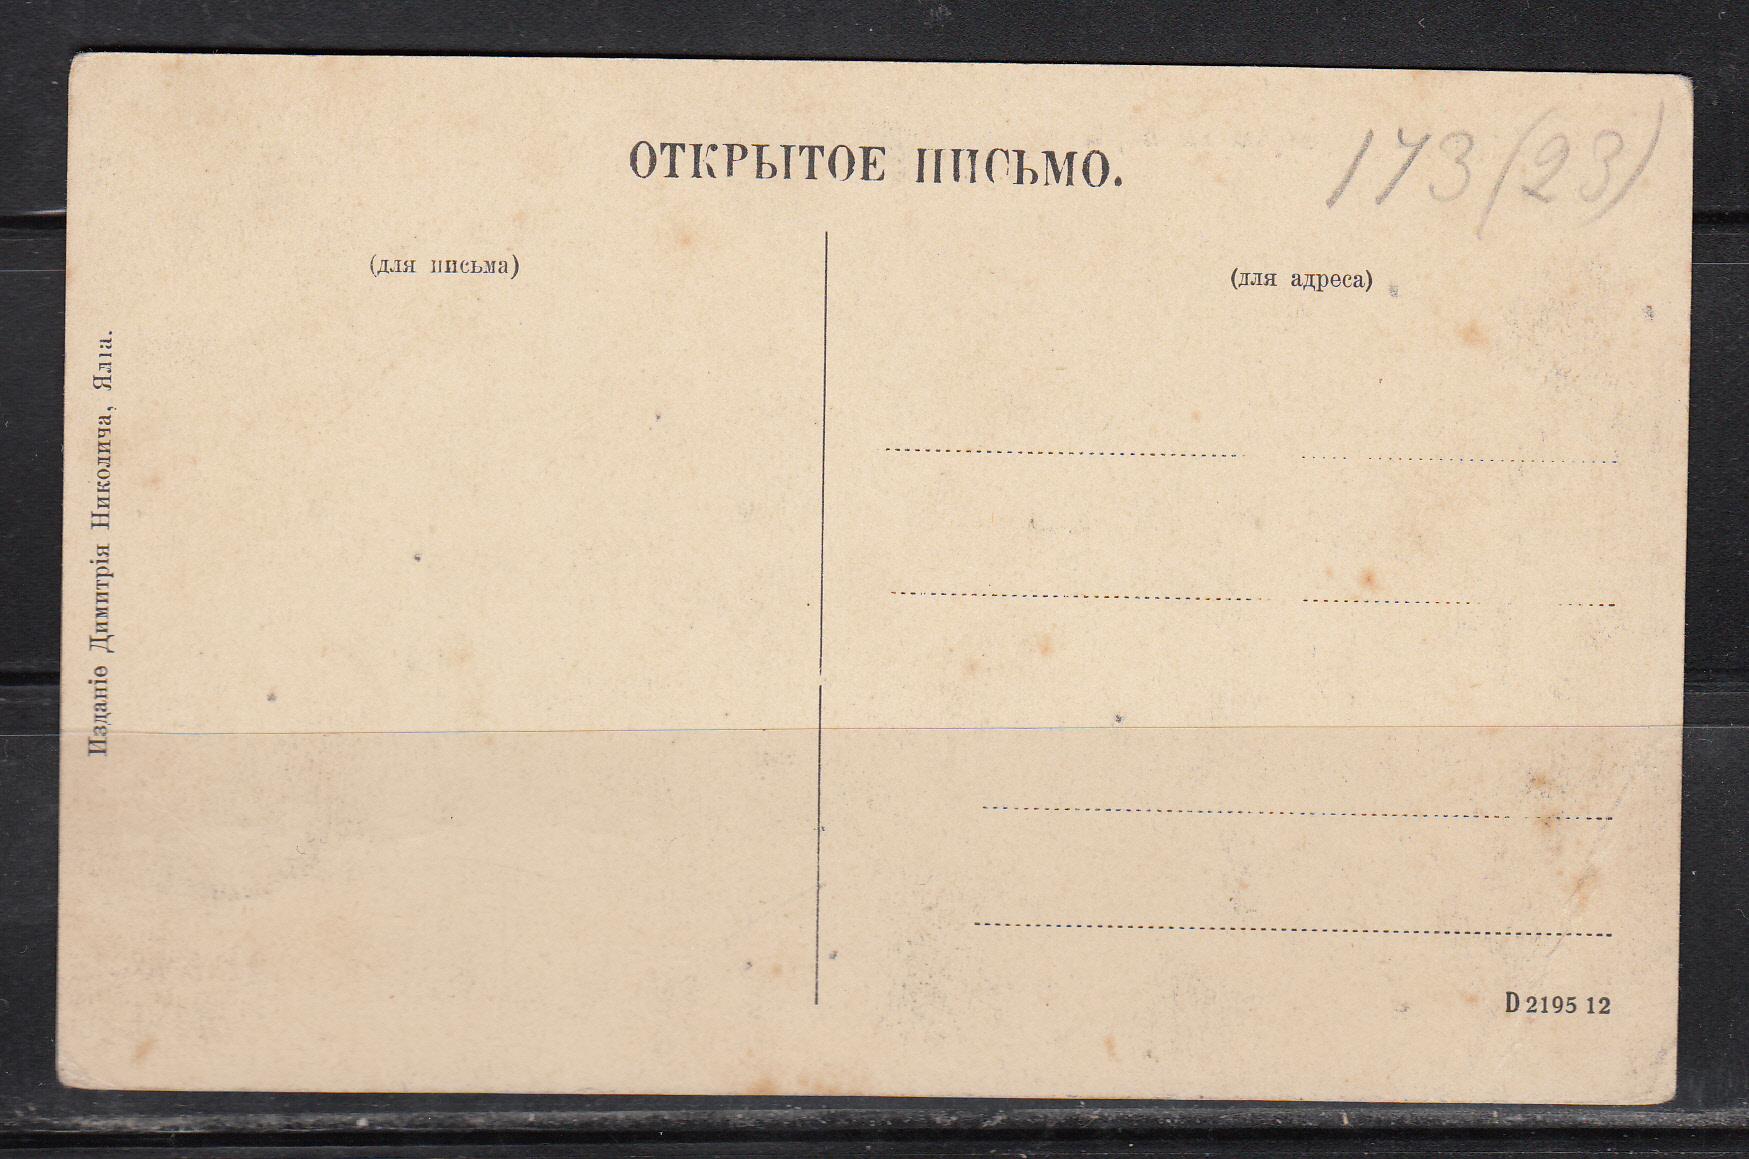 ОТКРЫТОЕ ПИСЬМО.
173 (23)
(для письма)
(для адреса)
Изданіе Димитрія Николича, Ялта.
D 2195 12